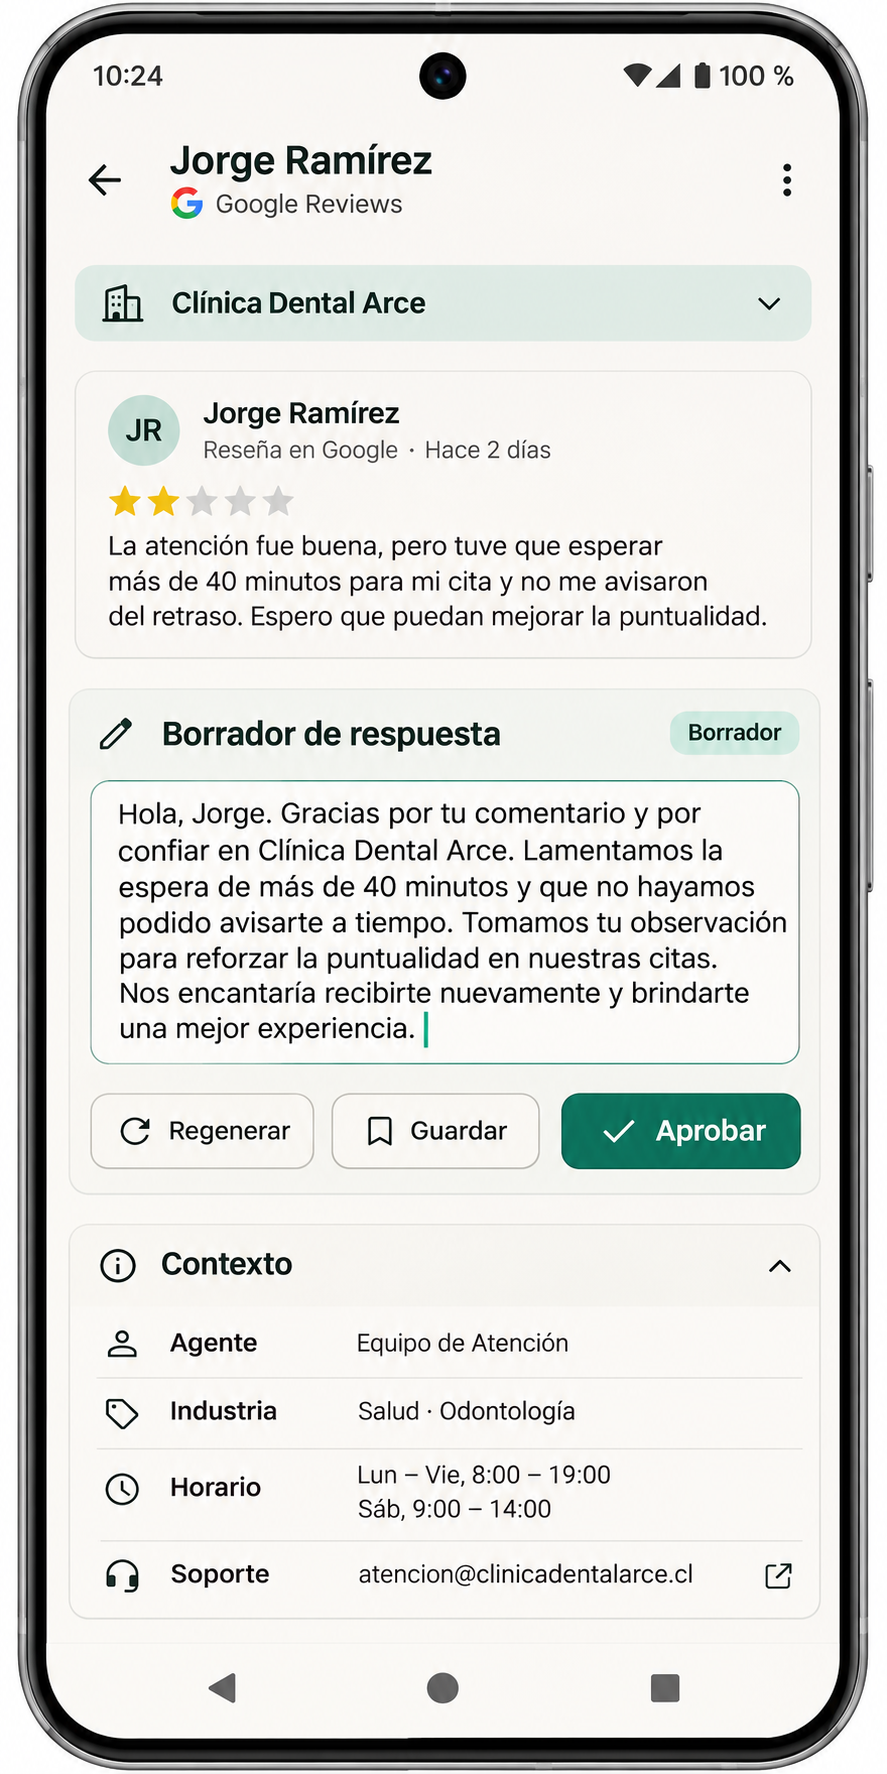 10:24
100 %
Jorge Ramírez
Google Reviews
Clínica Dental Arce
JR
Jorge Ramírez
Reseña en Google · Hace 2 días
La atención fue buena, pero tuve que esperar
más de 40 minutos para mi cita y no me avisaron
del retraso. Espero que puedan mejorar la puntualidad.
Borrador de respuesta
Borrador
Hola, Jorge. Gracias por tu comentario y por
confiar en Clínica Dental Arce. Lamentamos la
espera de más de 40 minutos y que no hayamos
podido avisarte a tiempo. Tomamos tu observación
para reforzar la puntualidad en nuestras citas.
Nos encantaría recibirte nuevamente y brindarte
una mejor experiencia.
Regenerar
Guardar
Aprobar
Contexto
Agente
Equipo de Atención
Industria
Salud · Odontología
Horario
Lun – Vie, 8:00 – 19:00
Sáb, 9:00 – 14:00
Soporte
atencion@clinicadentalarce.cl